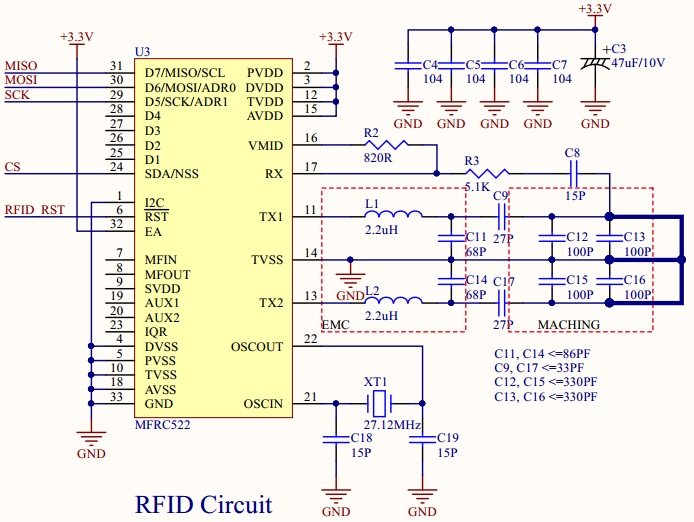 +3.3V
+3.3V
+3.3V
U3
C4
104
C5
104
C6
104
C7
104
C3
47uF/10V
GND
GND
GND
GND
GND
MISO 31 D7/MISO/SCL PVDD 2
MOSI 30 D6/MOSI/ADR0 DVDD 3
SCK 29 D5/SCK/ADR1 TVDD 12
28 D4 AVDD 15
27 D3
26 D2 VMID 16
25 D1
CS 24 SDA/NSS RX 17
R2
820R
R3
5.1K
C8
15P
1 I2C
RFID_RST 6 RST TX1 11
32 EA
L1
2.2uH
C9
27P
C11
68P
C12
100P
C13
100P
7 MFIN TVSS 14
8 MFOUT
9 SVDD
19 AUX1 TX2 13
20 AUX2
23 IQR
GND
L2
2.2uH
C14
68P
C17
27P
C15
100P
C16
100P
EMC
MACHING
4 DVSS OSCOUT 22
5 PVSS
10 TVSS
18 AVSS
33 GND OSCIN 21
MFRC522
GND
XT1
27.12MHz
C18
15P
C19
15P
GND
GND
C11, C14 <=86PF
C9, C17 <=33PF
C12, C15 <=330PF
C13, C16 <=330PF
RFID Circuit